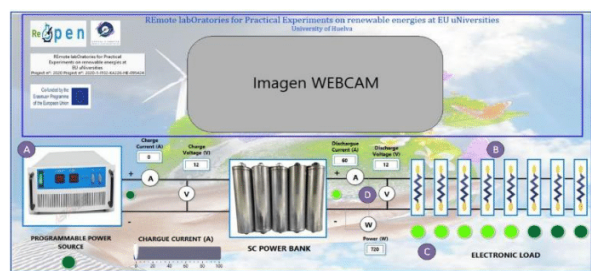 REmote labOratories for Practical Experiments on renewable energies at EU uNiversities
University of Huelva
Reopen
REmote labOratories for Practical
Experiments on renewable energies at
EU uNiversities
Co-funded by the
Erasmus+ Programme
of the European Union
Imagen WEBCAM
A
Charge
Current (A)
0
Charge
Voltage (V)
12
Dischargue
Current (A)
60
Discharge
Voltage (V)
12
B
+
A
V
-
+
A
D
V
-
W
Power (W)
720
C
PROGRAMMABLE POWER
SOURCE
CHARGUE CURRENT (A)
0 20 40 60 80 100
SC POWER BANK
ELECTRONIC LOAD